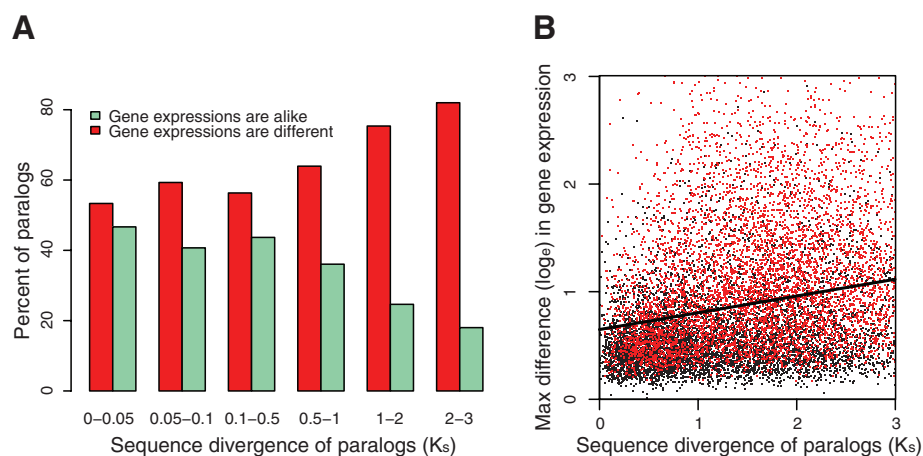 A
Percent of paralogs
0
20
40
60
80
Gene expressions are alike
Gene expressions are different
0–0.05
0.05–0.1
0.1–0.5
0.5–1
1–2
2–3
Sequence divergence of paralogs (Ks)
B
Max difference (loge) in gene expression
0
1
2
3
0
1
2
3
Sequence divergence of paralogs (Ks)